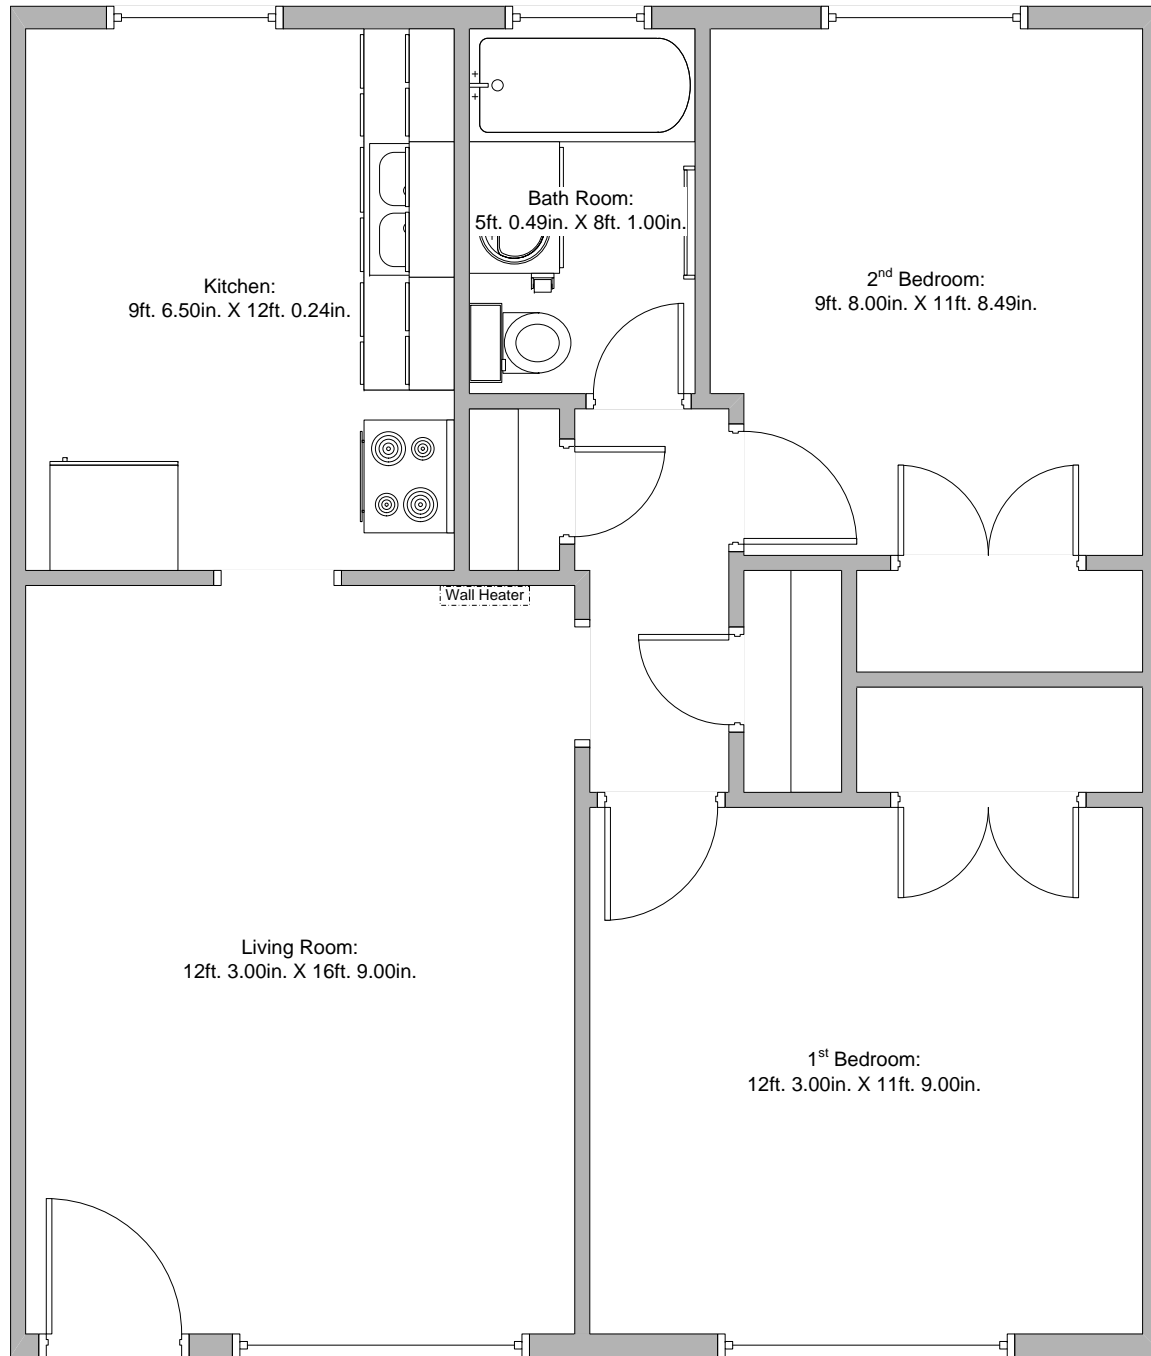 Bath Room:
5ft. 0.49in. X 8ft. 1.00in.
Kitchen:
9ft. 6.50in. X 12ft. 0.24in.
2nd Bedroom:
9ft. 8.00in. X 11ft. 8.49in.
Wall Heater
Living Room:
12ft. 3.00in. X 16ft. 9.00in.
1st Bedroom:
12ft. 3.00in. X 11ft. 9.00in.